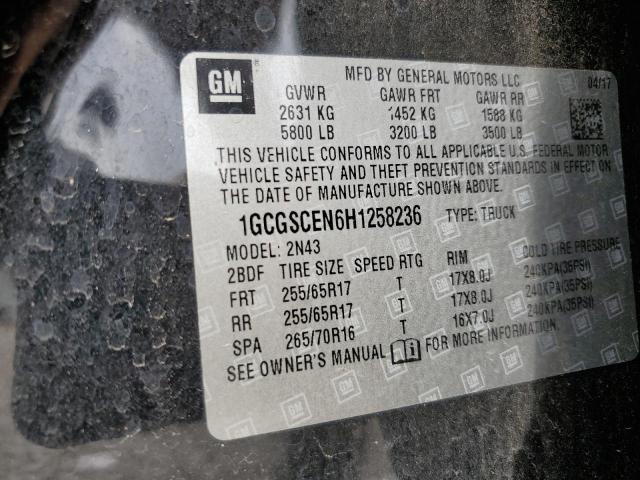 GM
MFD BY GENERAL MOTORS LLC 04/17
GVWR GAWR FRT GAWR RR
2631 KG 1452 KG 1588 KG
5800 LB 3200 LB 3500 LB
THIS VEHICLE CONFORMS TO ALL APPLICABLE U.S. FEDERAL MOTOR
VEHICLE SAFETY AND THEFT PREVENTION STANDARDS IN EFFECT ON
THE DATE OF MANUFACTURE SHOWN ABOVE.
1GCGSCEN6H1258236 TYPE: TRUCK
MODEL: 2N43
2BDF TIRE SIZE SPEED RTG RIM COLD TIRE PRESSURE
FRT 255/65R17 T 17X8.0J 240KPA(35PSI)
RR 255/65R17 T 17X8.0J 240KPA(35PSI)
SPA 265/70R16 T 16X7.0J 240KPA(35PSI)
SEE OWNER'S MANUAL FOR MORE INFORMATION.